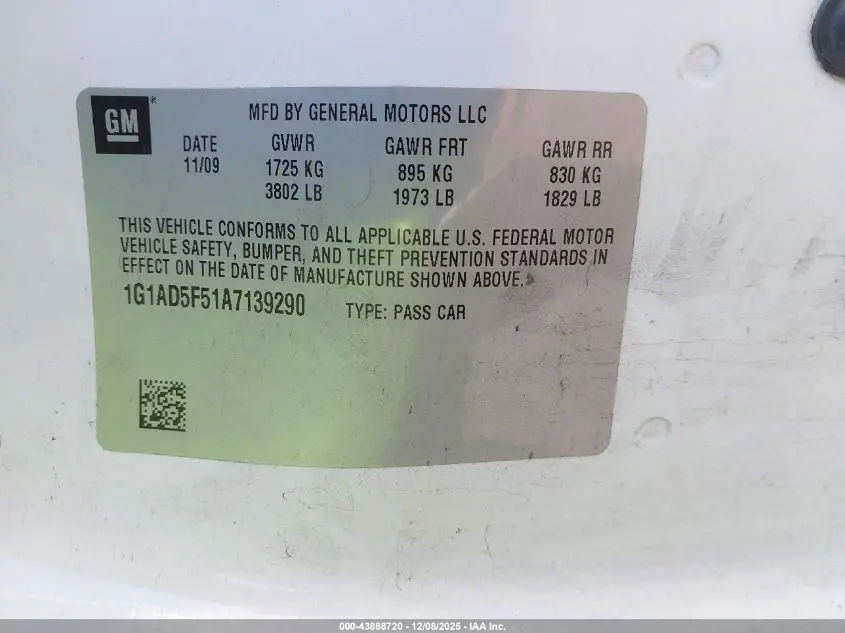 GM ®
MFD BY GENERAL MOTORS LLC
DATE GVWR GAWR FRT GAWR RR
11/09 1725 KG 895 KG 830 KG
3802 LB 1973 LB 1829 LB
THIS VEHICLE CONFORMS TO ALL APPLICABLE U.S. FEDERAL MOTOR
VEHICLE SAFETY, BUMPER, AND THEFT PREVENTION STANDARDS IN
EFFECT ON THE DATE OF MANUFACTURE SHOWN ABOVE.
1G1AD5F51A7139290 TYPE: PASS CAR
000-43888720 - 12/08/2025 - IAA Inc.